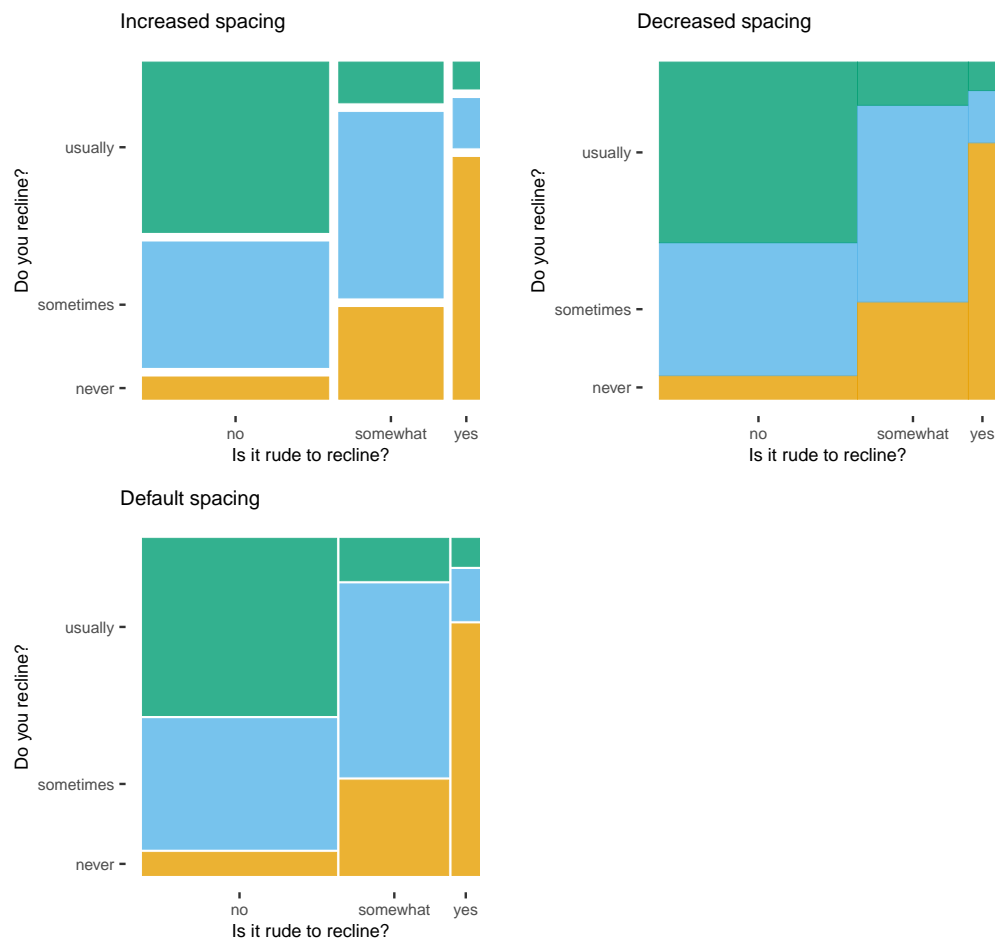 Increased spacing
Do you recline?
usually
sometimes
never
no
somewhat
yes
Is it rude to recline?
Decreased spacing
Do you recline?
usually
sometimes
never
no
somewhat
yes
Is it rude to recline?
Default spacing
Do you recline?
usually
sometimes
never
no
somewhat
yes
Is it rude to recline?